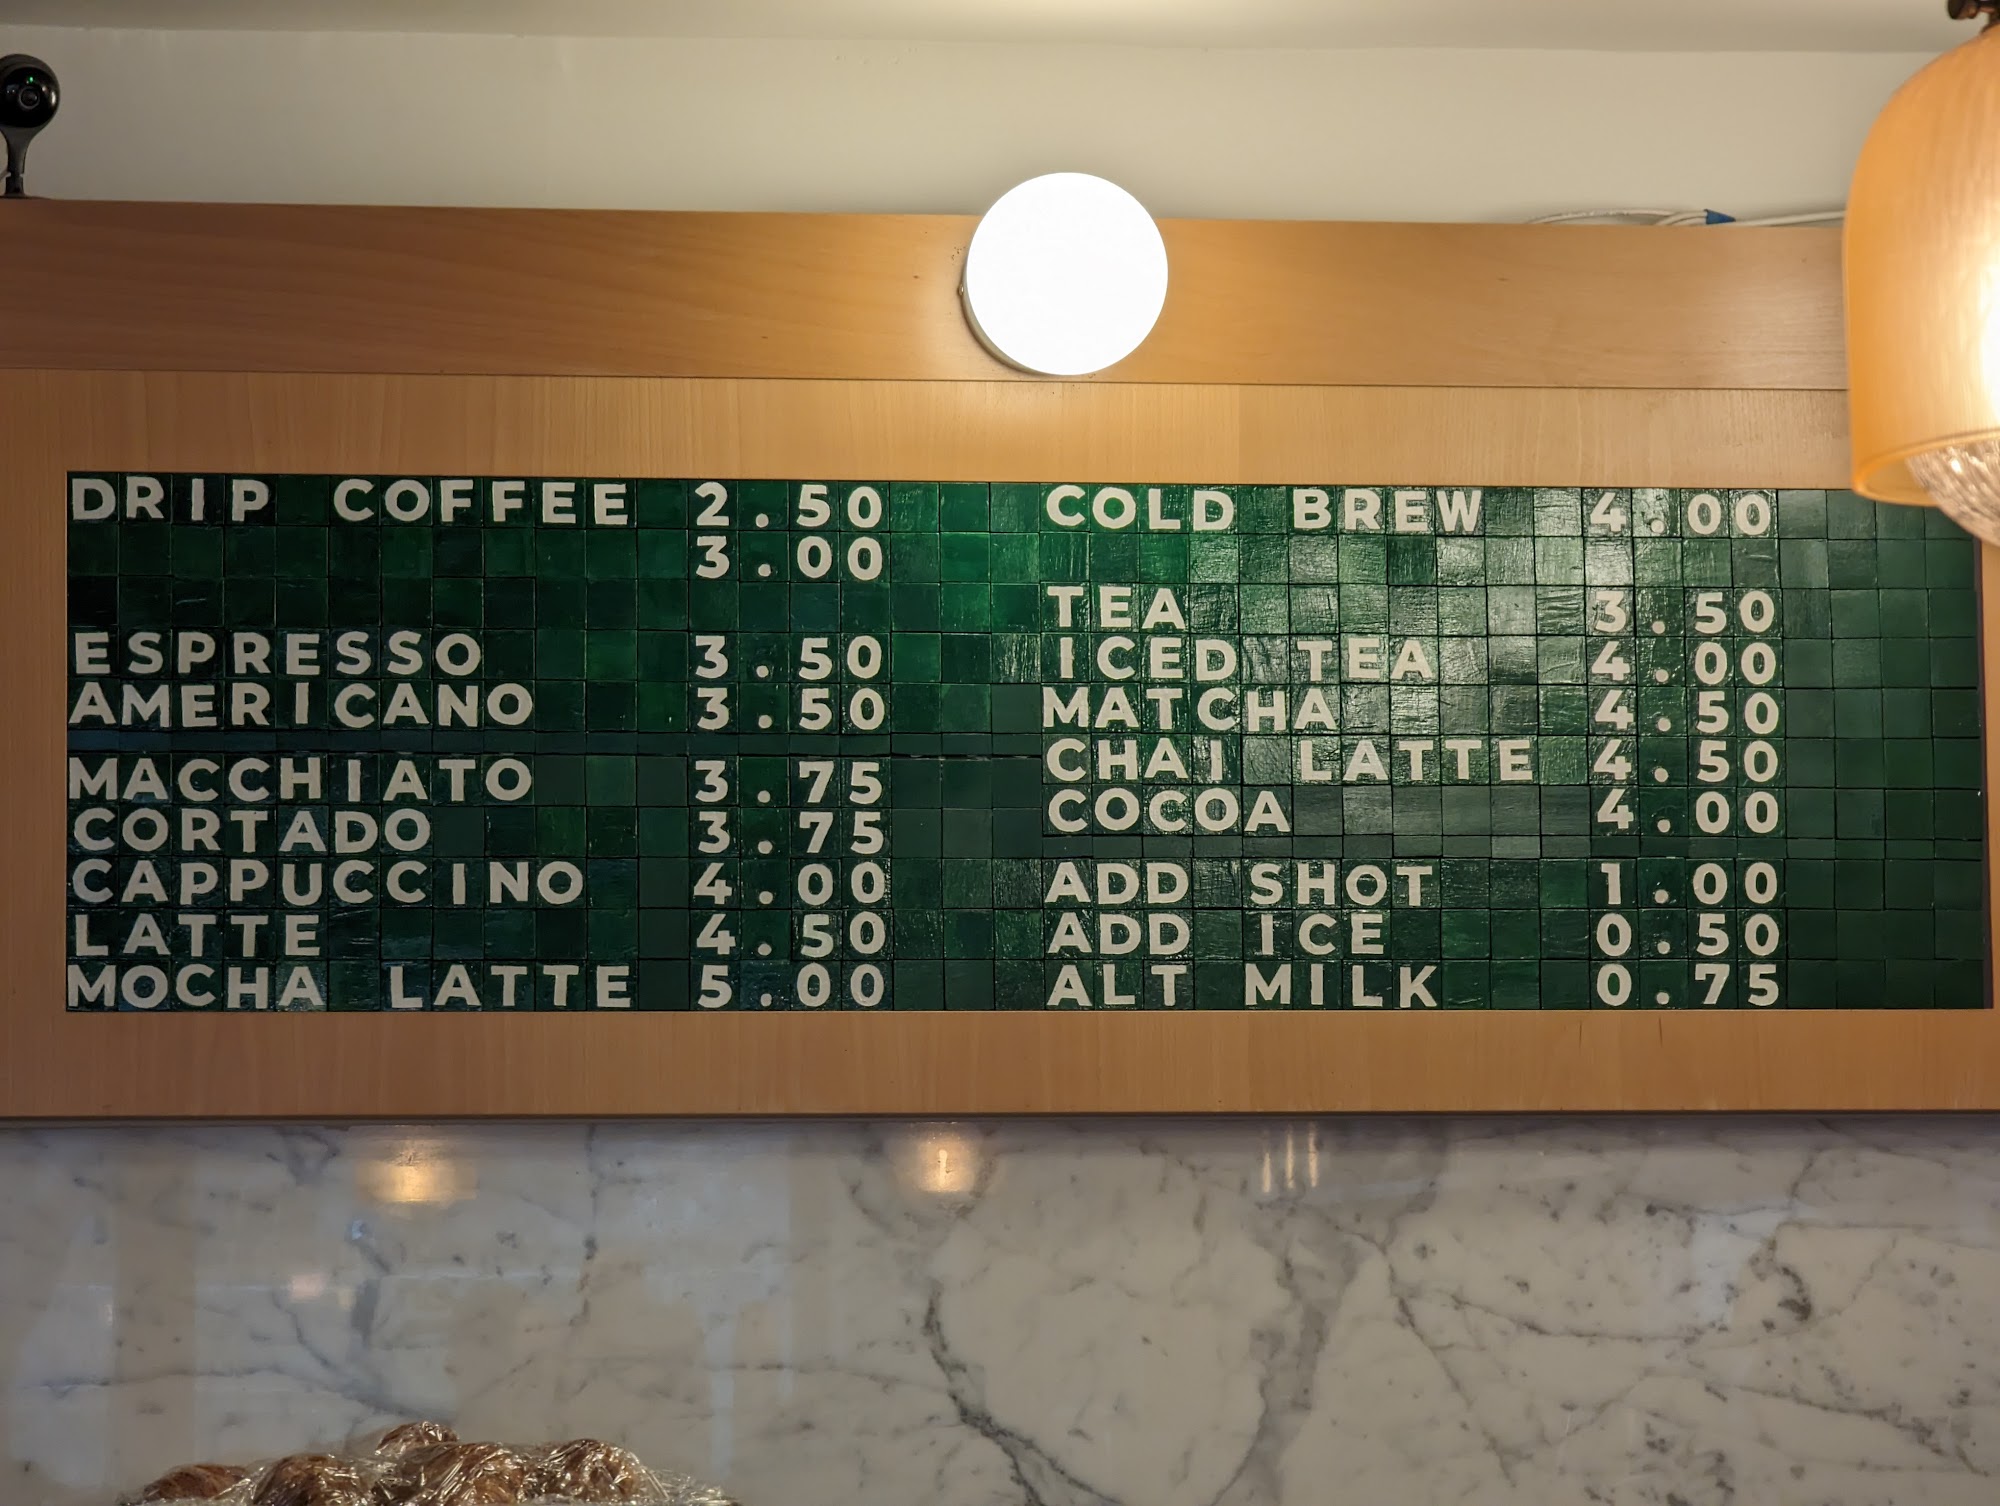 DRIP COFFEE 2.50
3.00
ESPRESSO 3.50
AMERICANO 3.50
MACCHIATO 3.75
CORTADO 3.75
CAPPUCCINO 4.00
LATTE 4.50
MOCHA LATTE 5.00
COLD BREW 4.00
TEA 3.50
ICED TEA 4.00
MATCHA 4.50
CHAI LATTE 4.50
COCOA 4.00
ADD SHOT 1.00
ADD ICE 0.50
ALT MILK 0.75